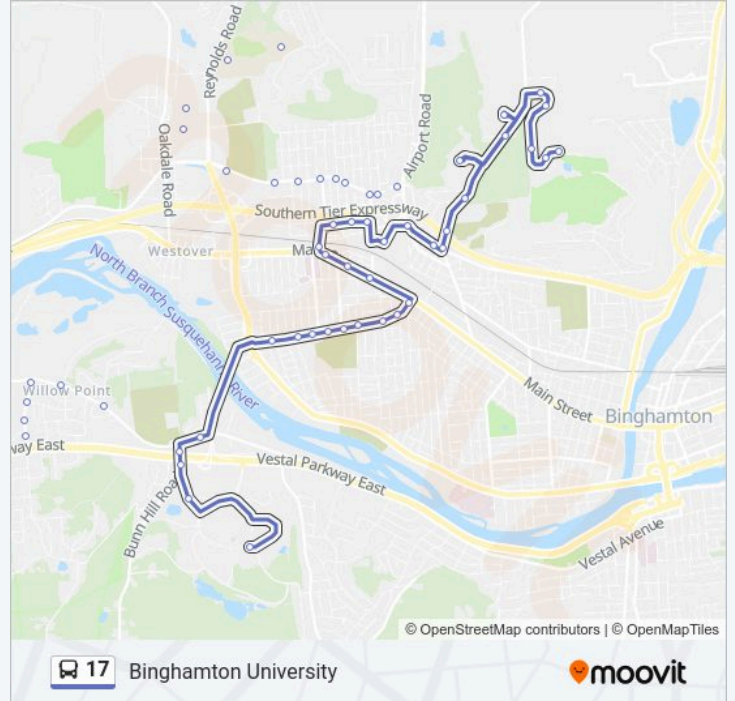 Reynolds Road
Oakdale Road
Airport Road
Southern Tier Expressway
Westover
Ma
North Branch Susquehanna River
Willow Point
way East
Main Street
Binghamton
Vestal Parkway East
Bunn Hill Road
Vestal Avenue
© OpenStreetMap contributors | © OpenMapTiles
17 Binghamton University
moovit